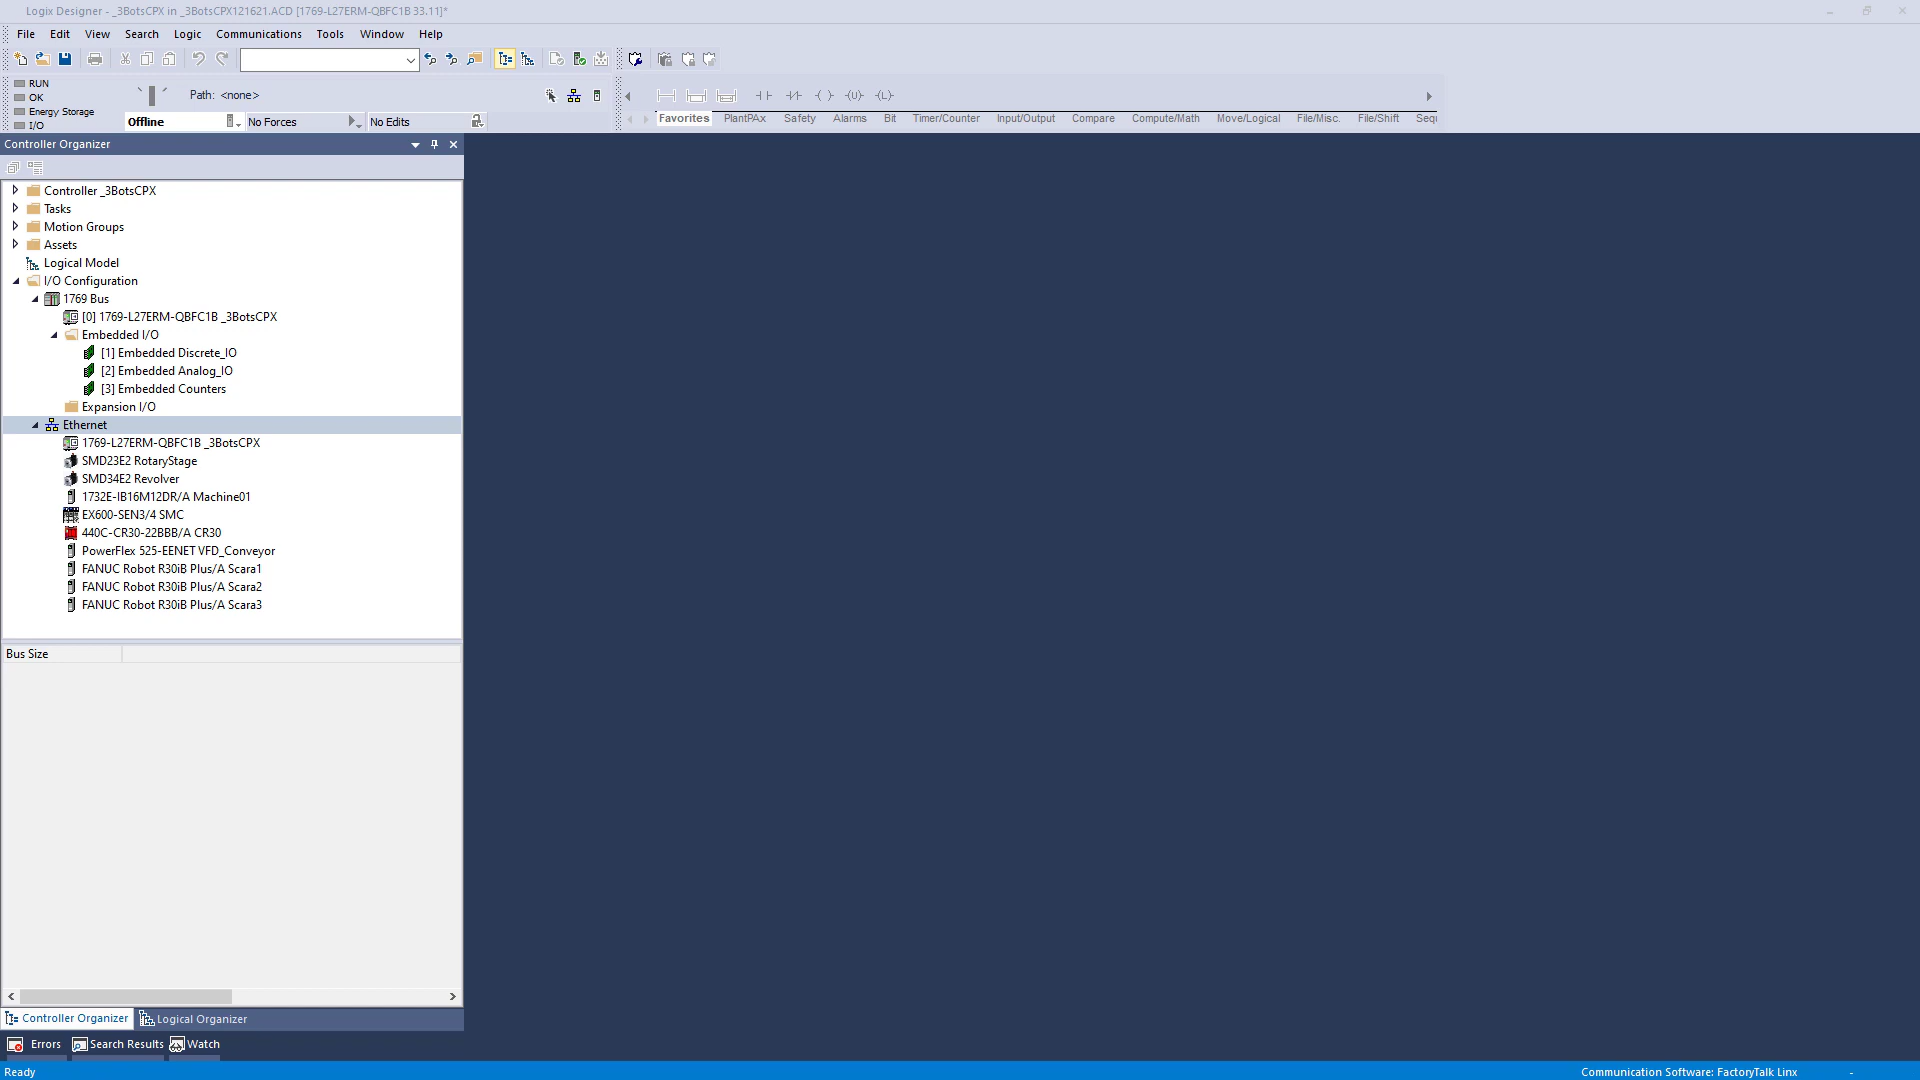 Logix Designer - _3BotsCPX in _3BotsCPX121621.ACD [1769-L27ERM-QBFC1B 33.11]*
File Edit View Search Logic Communications Tools Window Help
RUN
OK
Energy Storage
I/O
Path: <none>
Offline No Forces No Edits
Favorites PlantPAx Safety Alarms Bit Timer/Counter Input/Output Compare Compute/Math Move/Logical File/Misc. File/Shift Sequ
Controller Organizer
Controller _3BotsCPX
Tasks
Motion Groups
Assets
Logical Model
I/O Configuration
1769 Bus
[0] 1769-L27ERM-QBFC1B _3BotsCPX
Embedded I/O
[1] Embedded Discrete_IO
[2] Embedded Analog_IO
[3] Embedded Counters
Expansion I/O
Ethernet
1769-L27ERM-QBFC1B _3BotsCPX
SMD23E2 RotaryStage
SMD34E2 Revolver
1732E-IB16M12DR/A Machine01
EX600-SEN3/4 SMC
440C-CR30-22BBB/A CR30
PowerFlex 525-EENET VFD_Conveyor
FANUC Robot R30iB Plus/A Scara1
FANUC Robot R30iB Plus/A Scara2
FANUC Robot R30iB Plus/A Scara3
Bus Size
Controller Organizer Logical Organizer
Errors Search Results Watch
Ready Communication Software: FactoryTalk Linx -